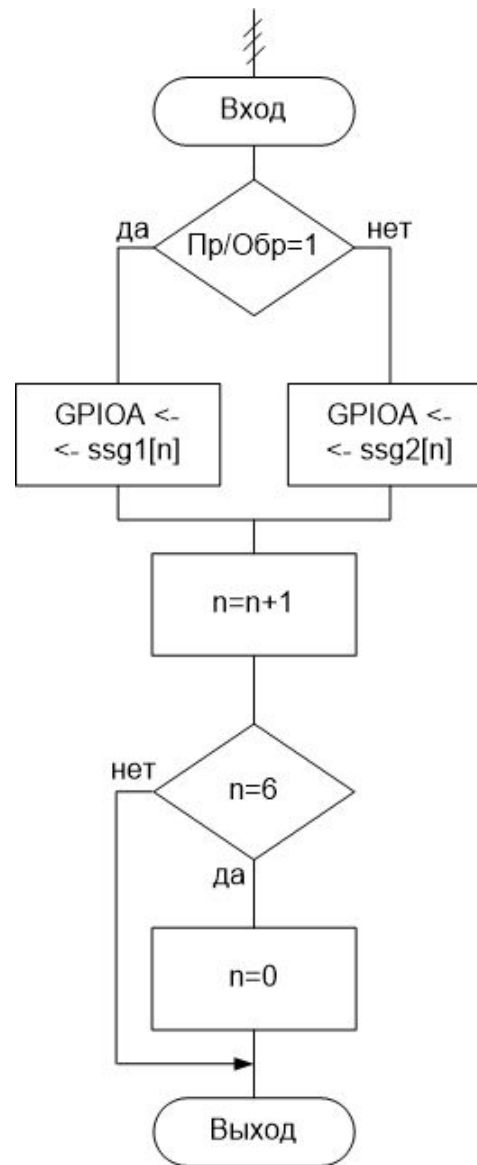 Вход
да
Пр/Обр=1
нет
GPIOA <-
<- ssg1[n]
GPIOA <-
<- ssg2[n]
n=n+1
нет
n=6
да
n=0
Выход